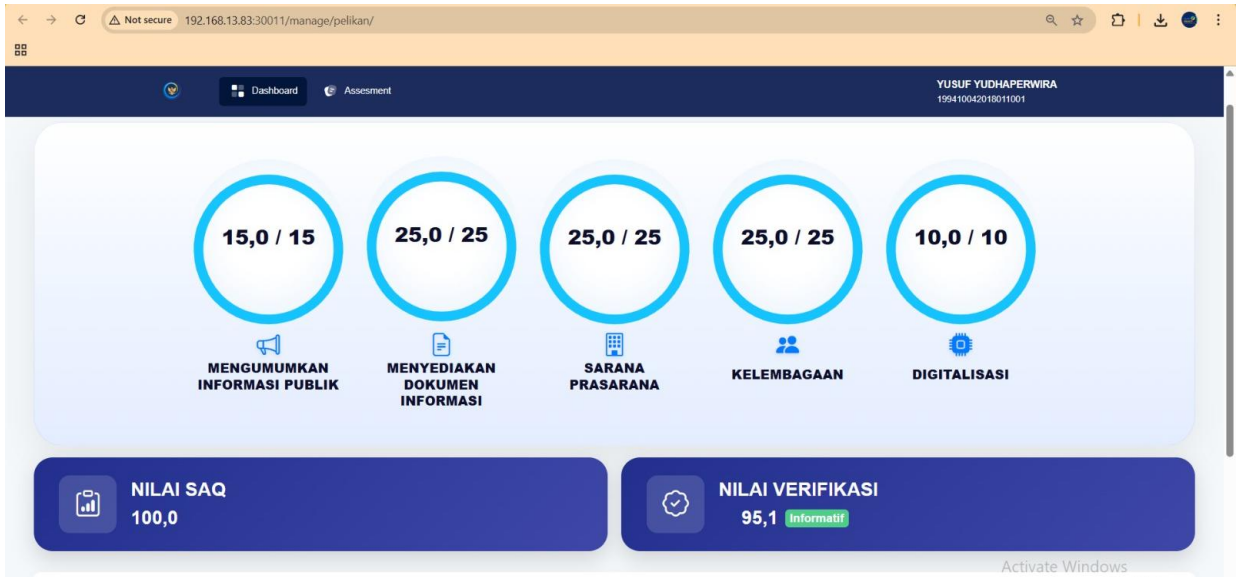 Not secure 192.168.13.83:30011/manage/pelikan/
Dashboard Assesment
YUSUF YUDHAPERWIRA
199410042018011001
15,0 / 15
25,0 / 25
25,0 / 25
25,0 / 25
10,0 / 10
MENGUMUMKAN
INFORMASI PUBLIK
MENYEDIAKAN
DOKUMEN
INFORMASI
SARANA
PRASARANA
KELEMBAGAAN
DIGITALISASI
NILAI SAQ
100,0
NILAI VERIFIKASI
95,1 Informatif
Activate Windows